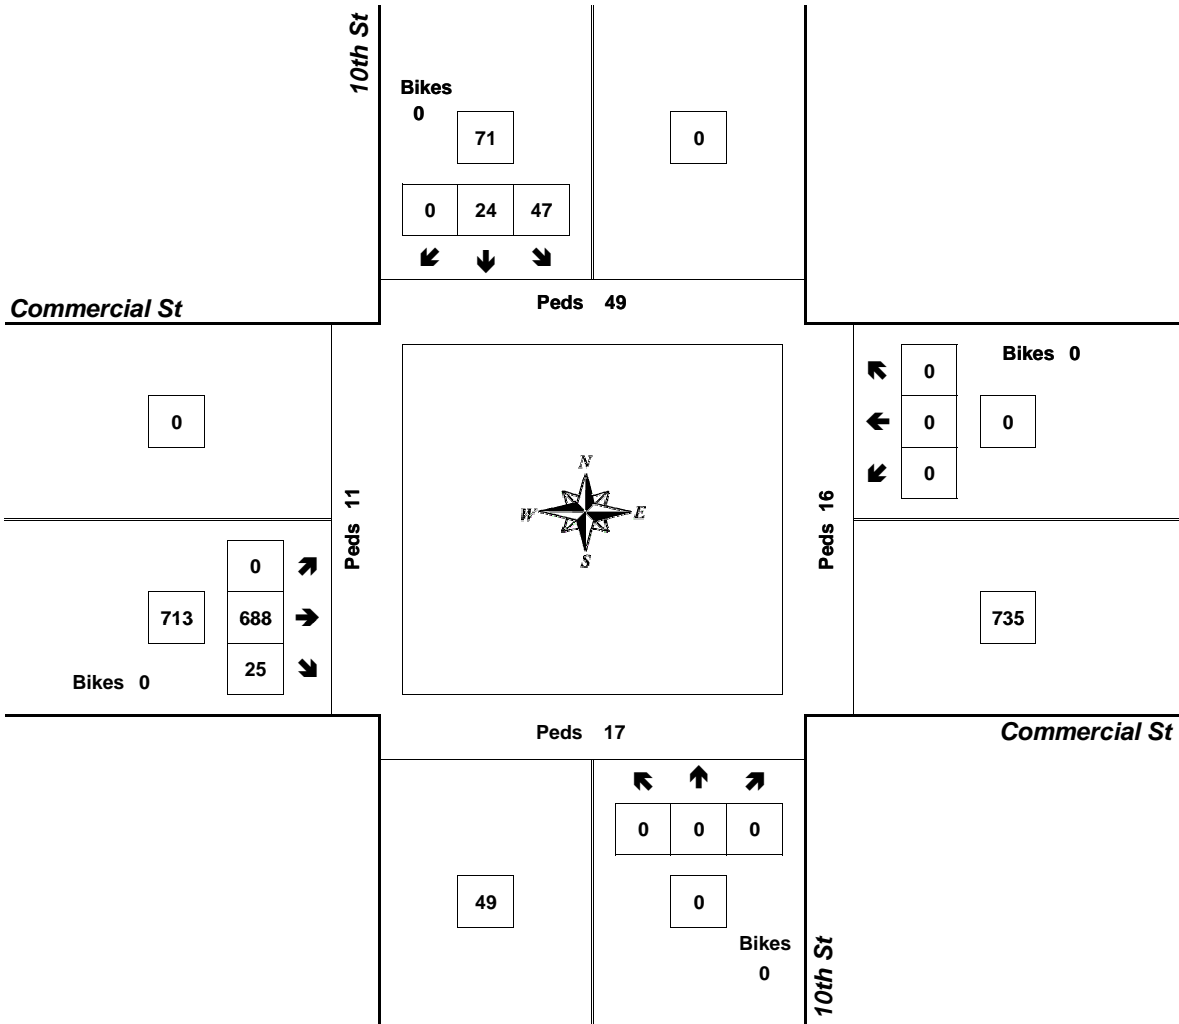 10th St
Bikes
0
71
0
0 24 47
Peds 49
Commercial St
Bikes 0
0
0
0
0
0
N
W E
S
Peds 11
Peds 16
0
713
688
25
Bikes 0
735
Peds 17
Commercial St
0 0 0
49
0
Bikes
0
10th St